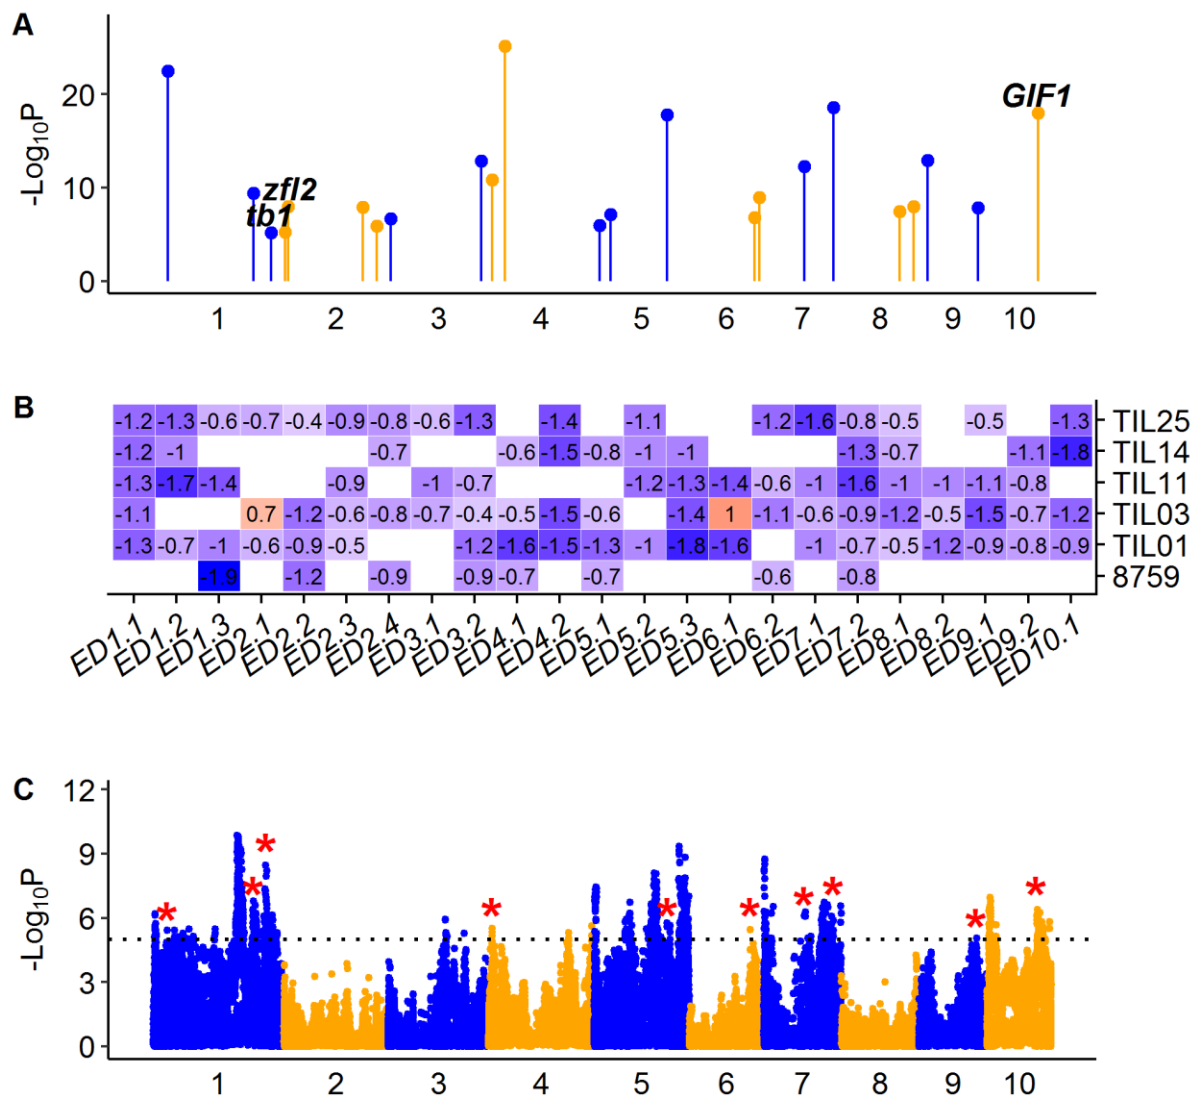 A
-Log10P
20
10
0
zfl2
tb1
GIF1
1 2 3 4 5 6 7 8 9 10
B
-1.2 -1.3 -0.6 -0.7 -0.4 -0.9 -0.8 -0.6 -1.3 -1.4 -1.1 -1.2 -1.6 -0.8 -0.5 -0.5 -1.3 TIL25
-1.2 -1 -0.7 -0.6 -1.5 -0.8 -1 -1 -1.3 -0.7 -1.1 -1.8 TIL14
-1.3 -1.7 -1.4 -0.9 -1 -0.7 -1.2 -1.3 -1.4 -0.6 -1 -1.6 -1 -1 -1.1 -0.8 TIL11
-1.1 0.7 -1.2 -0.6 -0.8 -0.7 -0.4 -0.5 -1.5 -0.6 -1.4 1 -1.1 -0.6 -0.9 -1.2 -0.5 -1.5 -0.7 -1.2 TIL03
-1.3 -0.7 -1 -0.6 -0.9 -0.5 -1.2 -1.6 -1.5 -1.3 -1 -1.8 -1.6 -1 -0.7 -0.5 -1.2 -0.9 -0.8 -0.9 TIL01
-1.9 -1.2 -0.9 -0.9 -0.7 -0.7 -0.6 -0.8 8759
ED1.1 ED1.2 ED1.3 ED2.1 ED2.2 ED2.3 ED2.4 ED3.1 ED3.2 ED4.1 ED4.2 ED5.1 ED5.2 ED5.3 ED6.1 ED6.2 ED7.1 ED7.2 ED8.1 ED8.2 ED9.1 ED9.2 ED10.1
C
-Log10P
12
9
6
3
0
* * * * * * * * * *
1 2 3 4 5 6 7 8 9 10